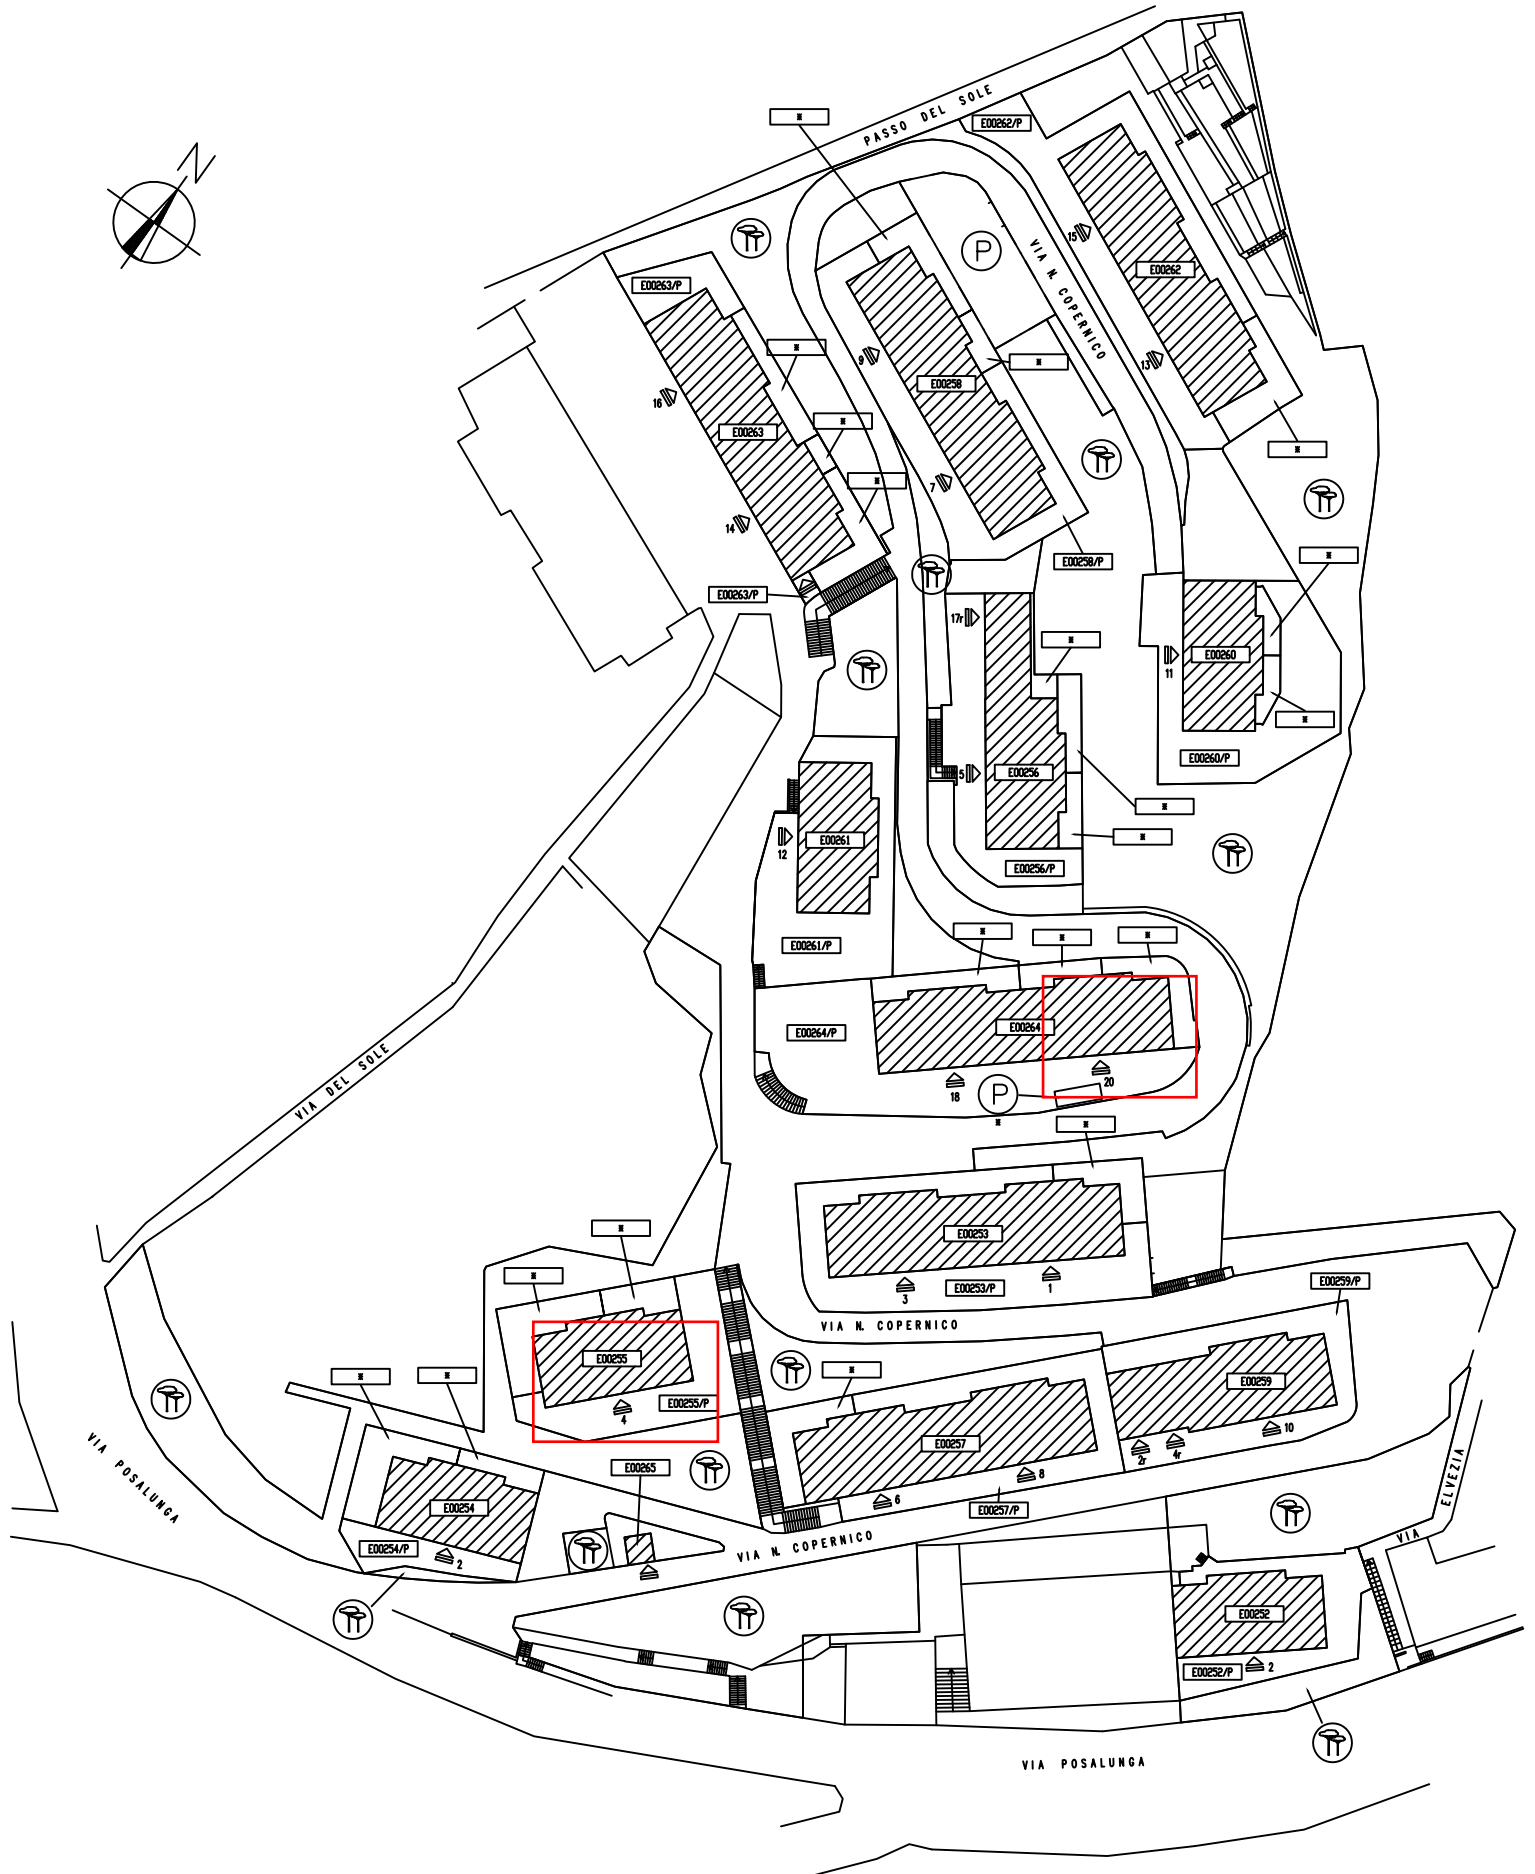 N
PASSO DEL SOLE
E00262/P
※
15
E00262
P
VIA N. COPERNICO
E00263/P
※
9
13
※
E00258
16
E00263
※
※
※
7
14
E00258/P
※
E00263/P
17r
※
11
E00260
※
E00260/P
5
E00256
※
※
12
E00261
E00256/P
E00261/P
※
※
※
E00264/P
E00264
VIA DEL SOLE
18
P
20
※
※
E00253
※
※
3
E00253/P
1
E00259/P
VIA N. COPERNICO
E00255
※
※
※
E00255/P
4
E00259
10
2r
4r
VIA POSALUNGA
E00257
8
6
E00265
E00254
E00257/P
VIA ELVEZIA
E00254/P
2
VIA N. COPERNICO
E00252
E00252/P
2
VIA POSALUNGA